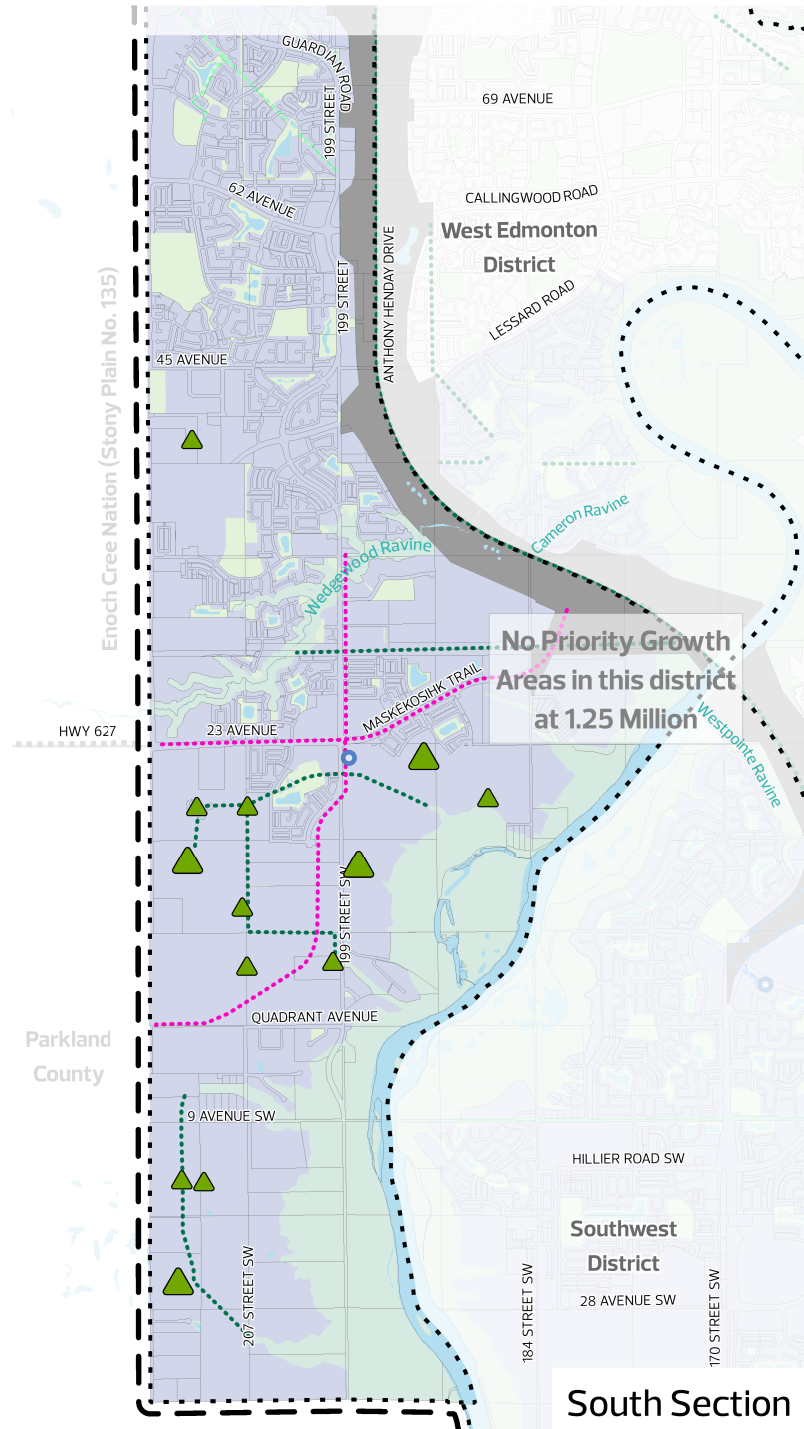 GUARDIAN ROAD
199 STREET
69 AVENUE
62 AVENUE
CALLINGWOOD ROAD
West Edmonton
District
ANTHONY HENDAY DRIVE
199 STREET
LESSARD ROAD
Enoch Cree Nation (Stony Plain No. 135)
45 AVENUE
Cameron Ravine
Wedgewood Ravine
No Priority Growth
Areas in this district
at 1.25 Million
MASKÊKOSIHK TRAIL
HWY 627
23 AVENUE
Westpointe Ravine
199 STREET SW
QUADRANT AVENUE
Parkland
County
9 AVENUE SW
HILLIER ROAD SW
Southwest
District
207 STREET SW
184 STREET SW
28 AVENUE SW
170 STREET SW
South Section